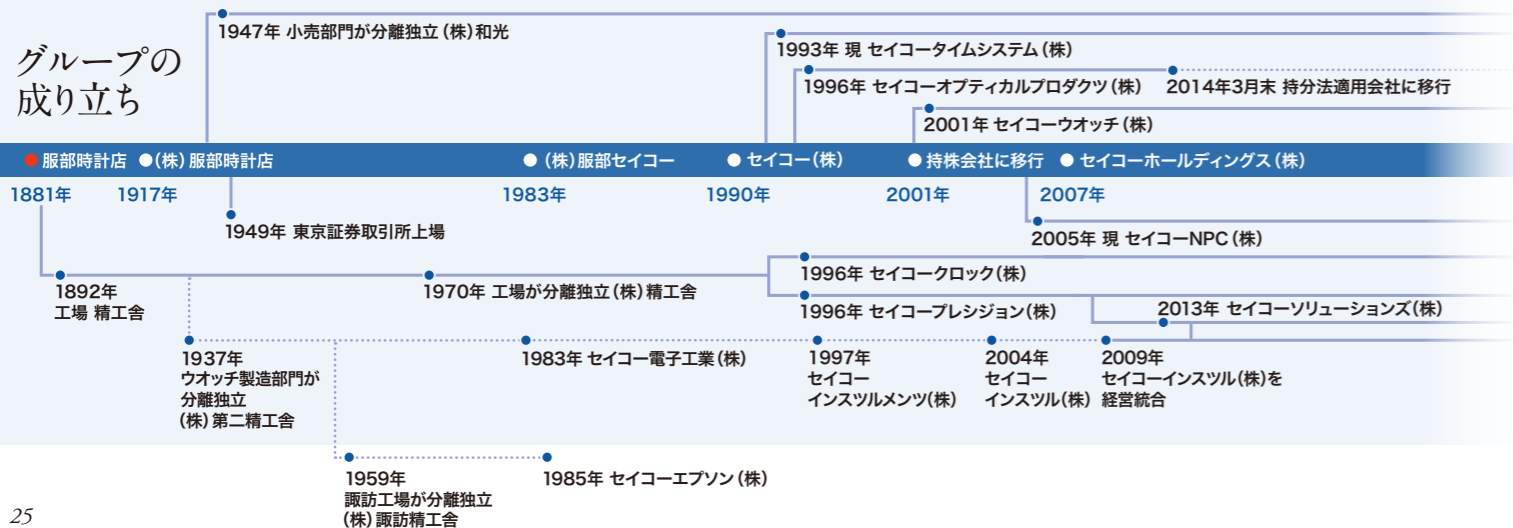 グループの
成り立ち
1947年 小売部門が分離独立(株)和光
1993年 現 セイコータイムシステム(株)
1996年 セイコーオプティカルプロダクツ(株)
2014年3月末 持分法適用会社に移行
2001年 セイコーウオッチ(株)
服部時計店
(株)服部時計店
(株)服部セイコー
セイコー(株)
持株会社に移行
セイコーホールディングス(株)
1881年
1917年
1983年
1990年
2001年
2007年
1949年 東京証券取引所上場
2005年 現 セイコーNPC(株)
1892年
工場 精工舎
1970年 工場が分離独立(株)精工舎
1996年 セイコークロック(株)
1996年 セイコープレシジョン(株)
2013年 セイコーソリューションズ(株)
1937年
ウオッチ製造部門が
分離独立
(株)第二精工舎
1983年 セイコー電子工業(株)
1997年
セイコー
インスツルメンツ(株)
2004年
セイコー
インスツル(株)
2009年
セイコーインスツル(株)を
経営統合
1959年
諏訪工場が分離独立
(株)諏訪精工舎
1985年 セイコーエプソン(株)
25